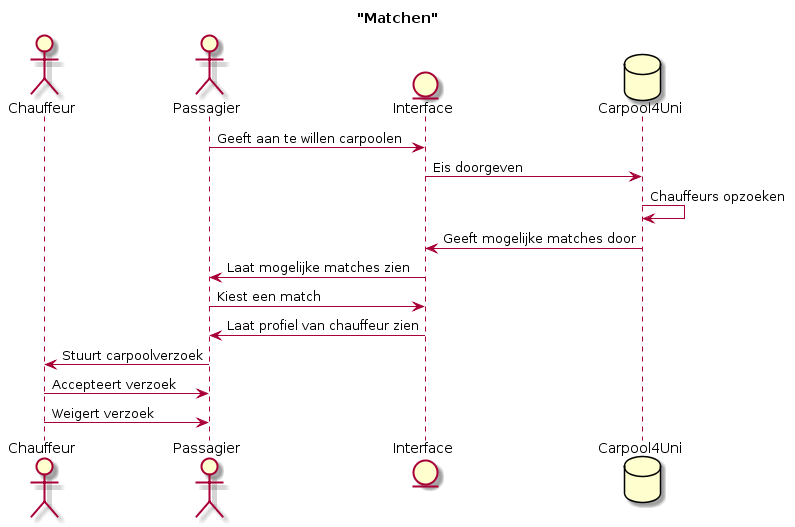 "Matchen"
Chauffeur
Passagier
Interface
Carpool4Uni
Geeft aan te willen carpoolen
Eis doorgeven
Chauffeurs opzoeken
Geeft mogelijke matches door
Laat mogelijke matches zien
Kiest een match
Laat profiel van chauffeur zien
Stuurt carpoolverzoek
Accepteert verzoek
Weigert verzoek
Chauffeur
Passagier
Interface
Carpool4Uni